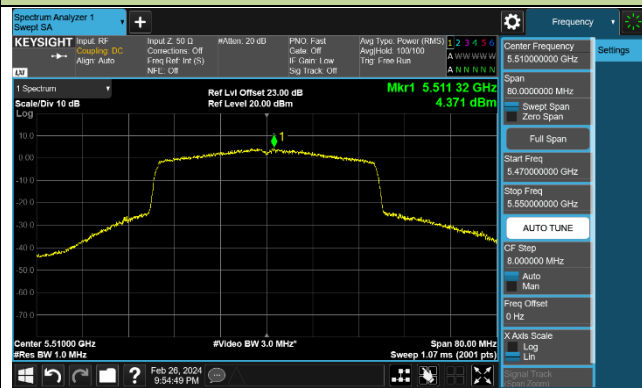 Spectrum Analyzer 1
Swept SA
Frequency
KEYSIGHT
Input: RF
Coupling: DC
Align: Auto
Input Z: 50 Ω
Corrections: Off
Freq Ref: Int (S)
NFE: Off
#Atten: 20 dB
PNO: Fast
Gate: Off
IF Gain: Low
Sig Track: Off
Avg Type: Power (RMS)
Avg|Hold: 100/100
Trig: Free Run
1 2 3 4 5 6
A W W W W W
A N N N N N
LXI
1 Spectrum
Scale/Div 10 dB
Log
Ref Lvl Offset 23.00 dB
Ref Level 20.00 dBm
Mkr1 5.511 32 GHz
4.371 dBm
1
10.0
0.00
-10.0
-20.0
-30.0
-40.0
-50.0
-60.0
-70.0
Center 5.51000 GHz
#Res BW 1.0 MHz
#Video BW 3.0 MHz*
Span 80.00 MHz
Sweep 1.07 ms (2001 pts)
Center Frequency
5.510000000 GHz
Settings
Span
80.0000000 MHz
Swept Span
Zero Span
Full Span
Start Freq
5.470000000 GHz
Stop Freq
5.550000000 GHz
AUTO TUNE
CF Step
8.000000 MHz
Auto
Man
Freq Offset
0 Hz
X Axis Scale
Log
Lin
Signal Track
(Span Zoom)
Feb 26, 2024
9:54:49 PM